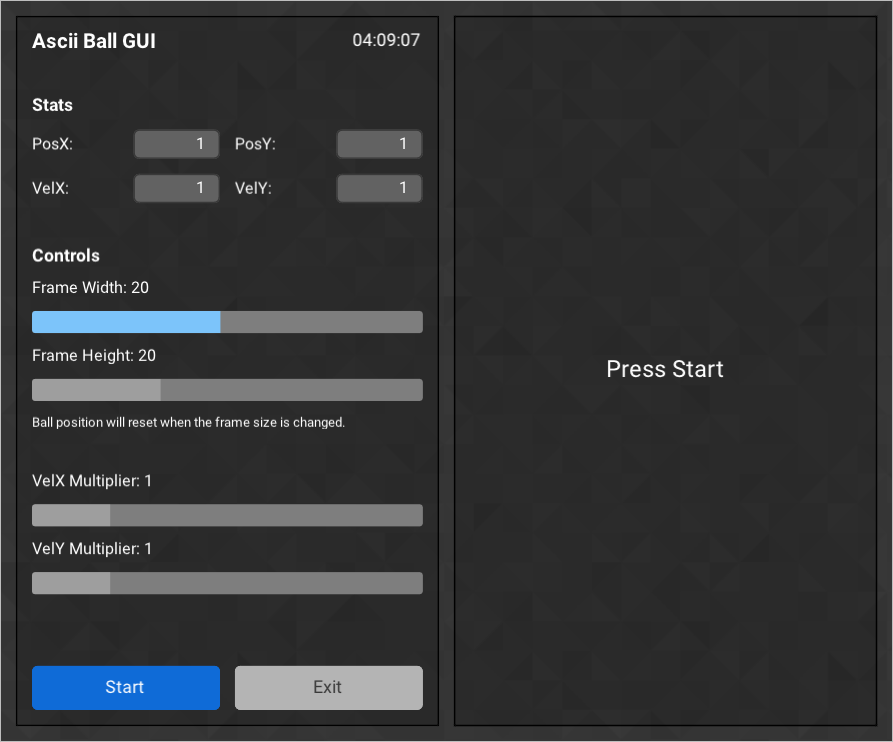 Ascii Ball GUI 04:09:07
Stats
PosX: 1 PosY: 1
VelX: 1 VelY: 1
Controls
Frame Width: 20
Frame Height: 20
Ball position will reset when the frame size is changed.
VelX Multiplier: 1
VelY Multiplier: 1
Start Exit
Press Start